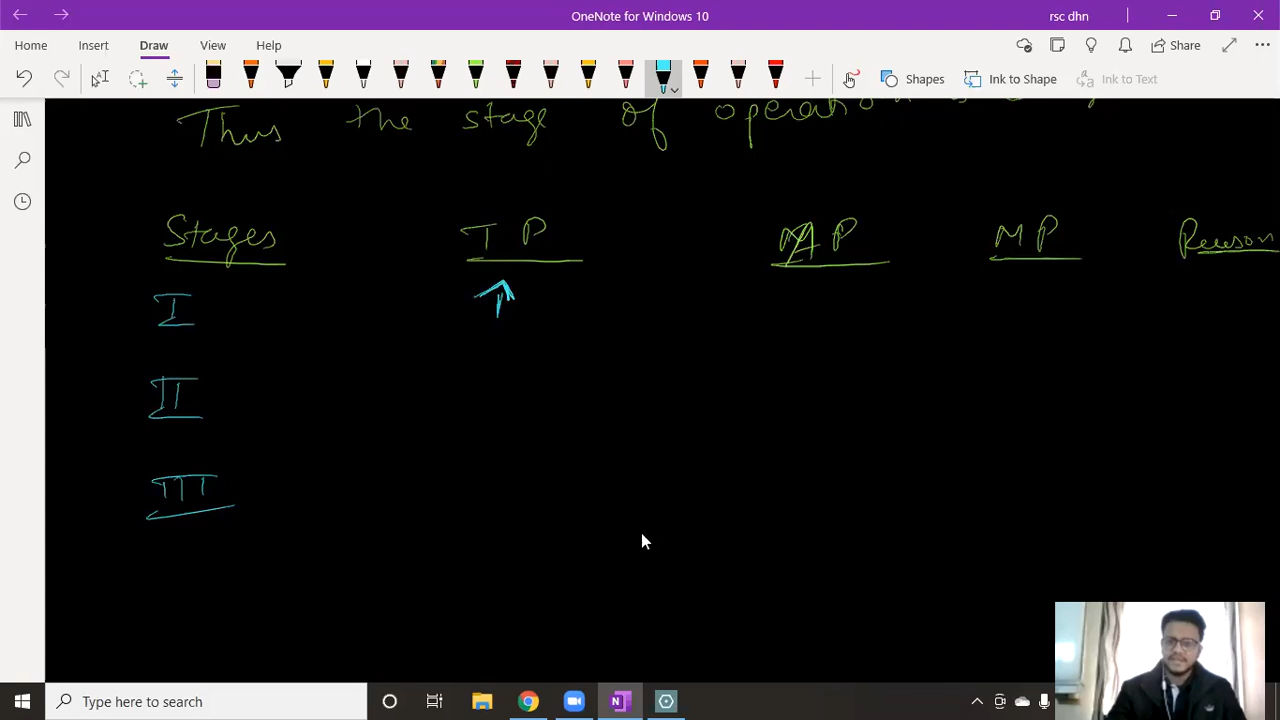 OneNote for Windows 10
rsc dhn
Home Insert Draw View Help
Share
Shapes
Ink to Shape
Ink to Text
Thus the stage of
Stages T P A P M P Reason
I ↑
II
III
Type here to search